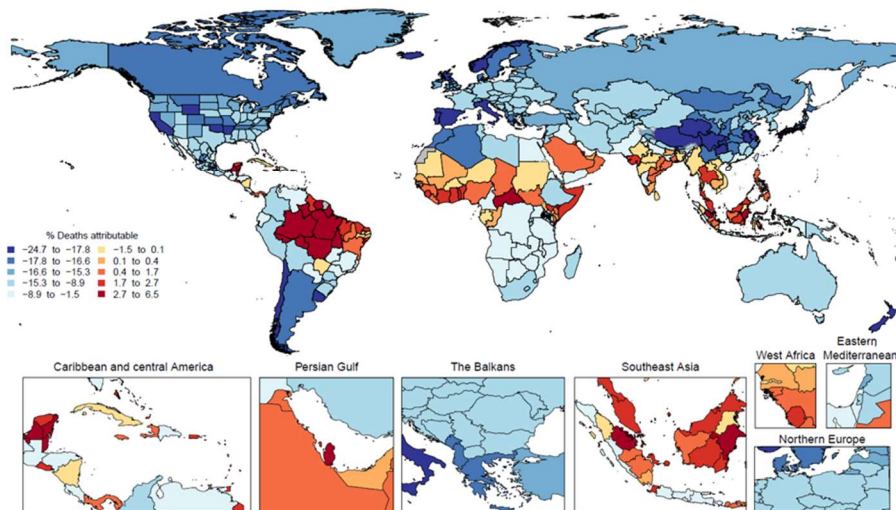 % Deaths attributable
−24.7 to −17.8
−17.8 to −16.6
−16.6 to −15.3
−15.3 to −8.9
−8.9 to −1.5
−1.5 to 0.1
0.1 to 0.4
0.4 to 1.7
1.7 to 2.7
2.7 to 6.5
Caribbean and central America
Persian Gulf
The Balkans
Southeast Asia
West Africa
Eastern
Mediterranean
Northern Europe